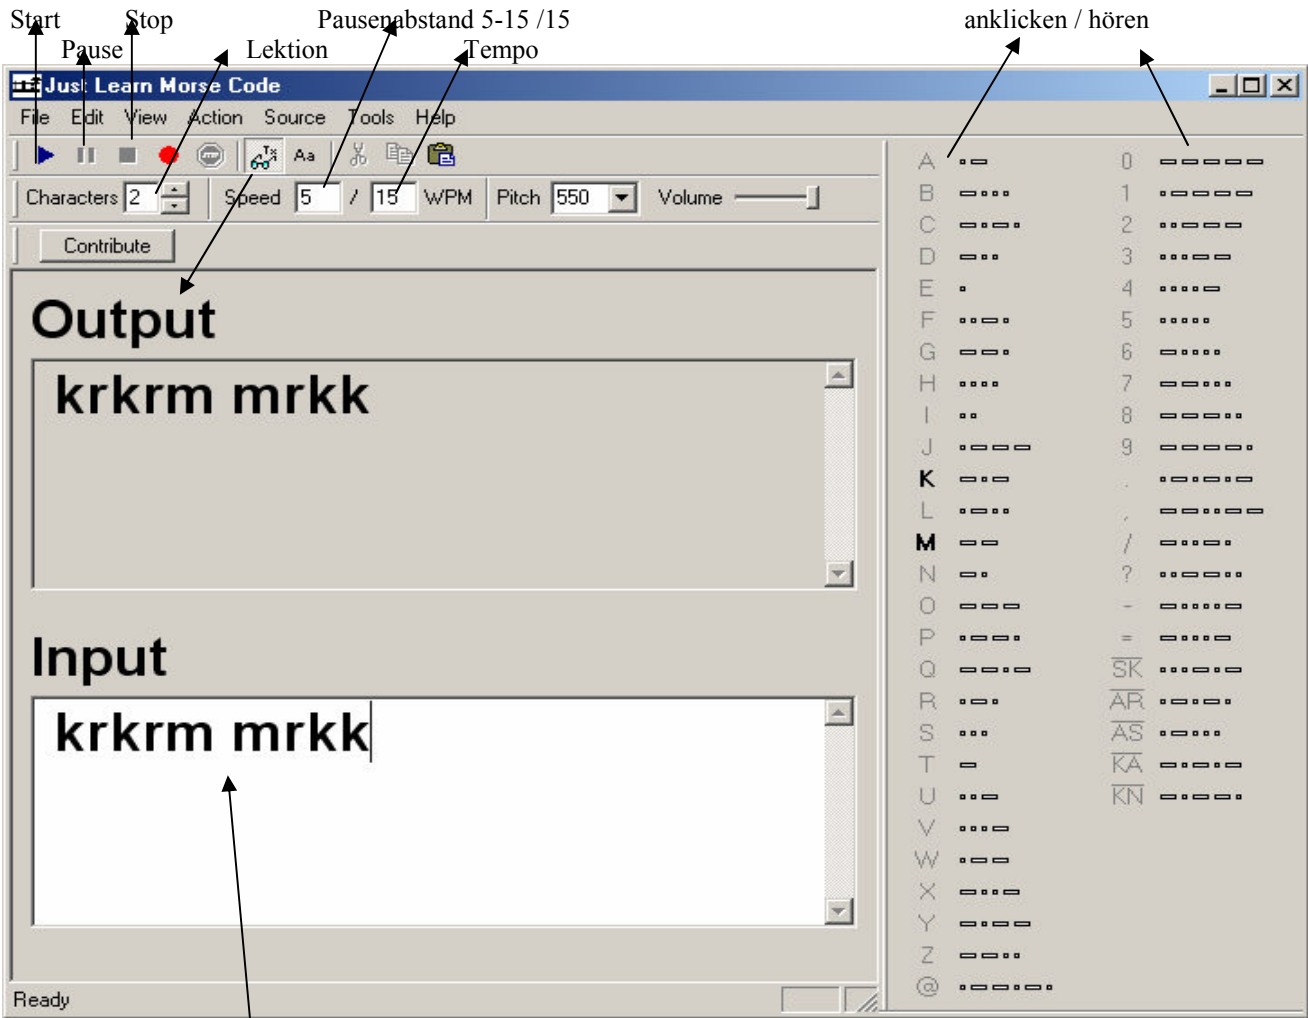 Start Stop Pausenabstand 5-15 /15 anklicken / hören
Pause Lektion Tempo
Just Learn Morse Code
File Edit View Action Source Tools Help
Aa
Characters 2 Speed 5 / 15 WPM Pitch 550 Volume
Contribute
Output
krkrm mrkk
Input
krkrm mrkk
Ready
A 0
B 1
C 2
D 3
E 4
F 5
G 6
H 7
I 8
J 9
K .
L ,
M /
N ?
O -
P =
Q SK
R AR
S AS
T KA
U KN
V
W
X
Y
Z
@